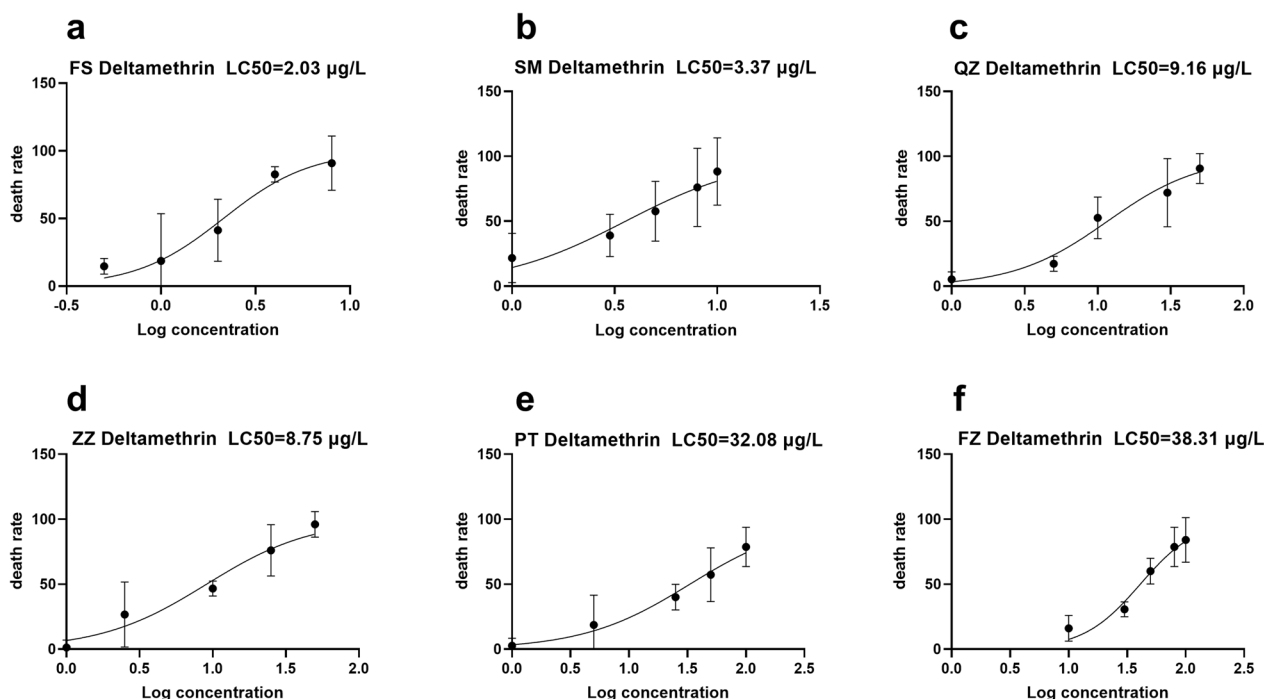 a
FS Deltamethrin LC50=2.03 µg/L
150
100
50
0
death rate
-0.5
0.0
0.5
1.0
Log concentration
b
SM Deltamethrin LC50=3.37 µg/L
150
100
50
0
death rate
0.0
0.5
1.0
1.5
Log concentration
c
QZ Deltamethrin LC50=9.16 µg/L
150
100
50
0
death rate
0.0
0.5
1.0
1.5
2.0
Log concentration
d
ZZ Deltamethrin LC50=8.75 µg/L
150
100
50
0
death rate
0.0
0.5
1.0
1.5
2.0
Log concentration
e
PT Deltamethrin LC50=32.08 µg/L
150
100
50
0
death rate
0.0
0.5
1.0
1.5
2.0
2.5
Log concentration
f
FZ Deltamethrin LC50=38.31 µg/L
150
100
50
0
death rate
0.0
0.5
1.0
1.5
2.0
2.5
Log concentration